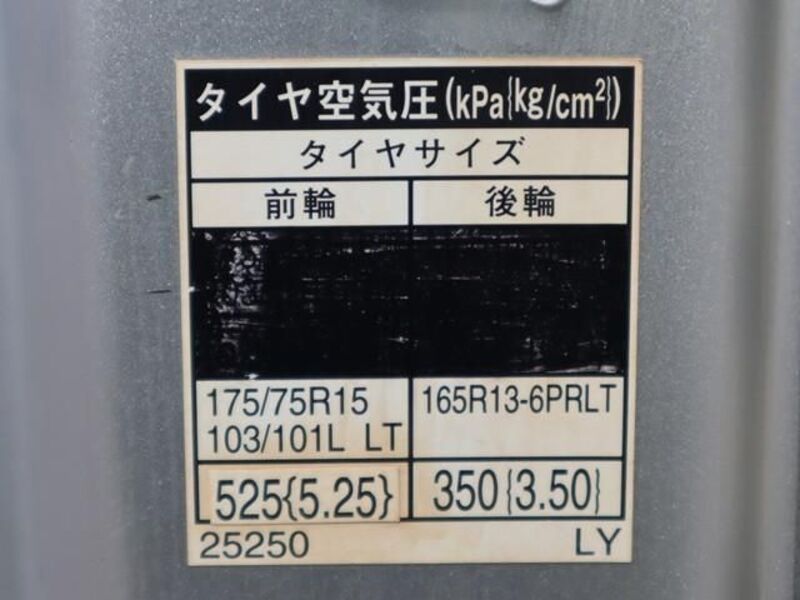 タイヤ空気圧(kPa{kg/cm²})
タイヤサイズ
前輪 後輪
175/75R15 165R13-6PRLT
103/101L LT
525{5.25} 350{3.50}
25250 LY